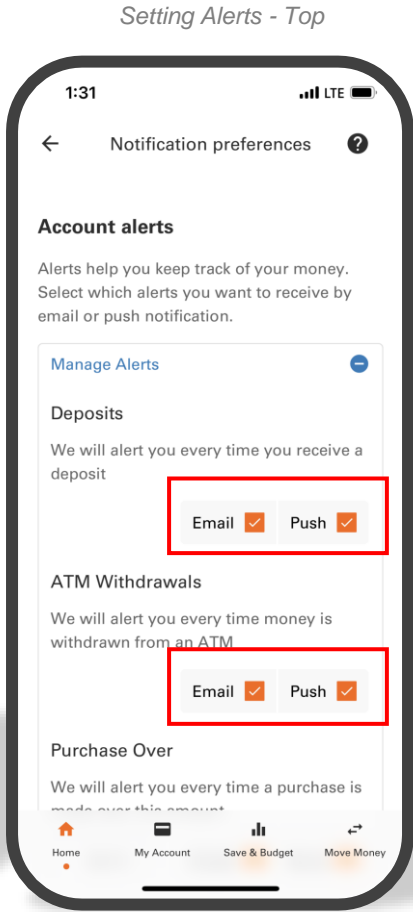 Setting Alerts - Top
1:31
LTE
Notification preferences
Account alerts
Alerts help you keep track of your money.
Select which alerts you want to receive by
email or push notification.
Manage Alerts
Deposits
We will alert you every time you receive a
deposit
Email Push
ATM Withdrawals
We will alert you every time money is
withdrawn from an ATM
Email Push
Purchase Over
We will alert you every time a purchase is
made over this amount
Home My Account Save & Budget Move Money